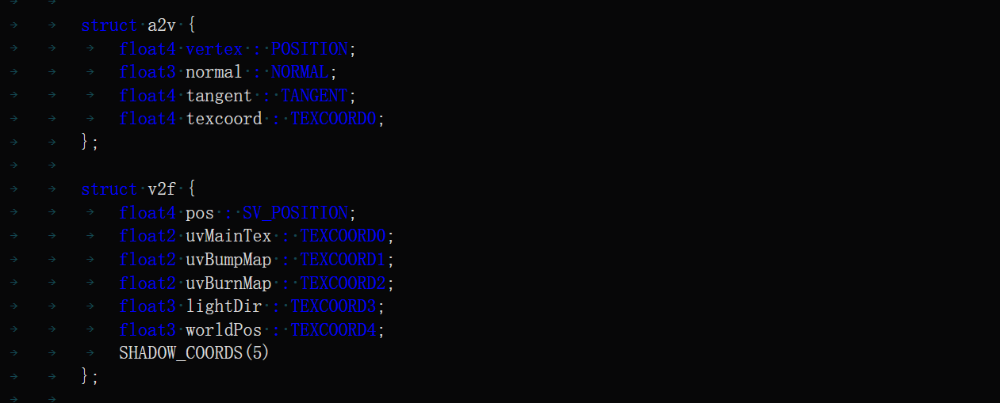 struct a2v {
float4 vertex : POSITION;
float3 normal : NORMAL;
float4 tangent : TANGENT;
float4 texcoord : TEXCOORD0;
};
struct v2f {
float4 pos : SV_POSITION;
float2 uvMainTex : TEXCOORD0;
float2 uvBumpMap : TEXCOORD1;
float2 uvBurnMap : TEXCOORD2;
float3 lightDir : TEXCOORD3;
float3 worldPos : TEXCOORD4;
SHADOW_COORDS(5)
};